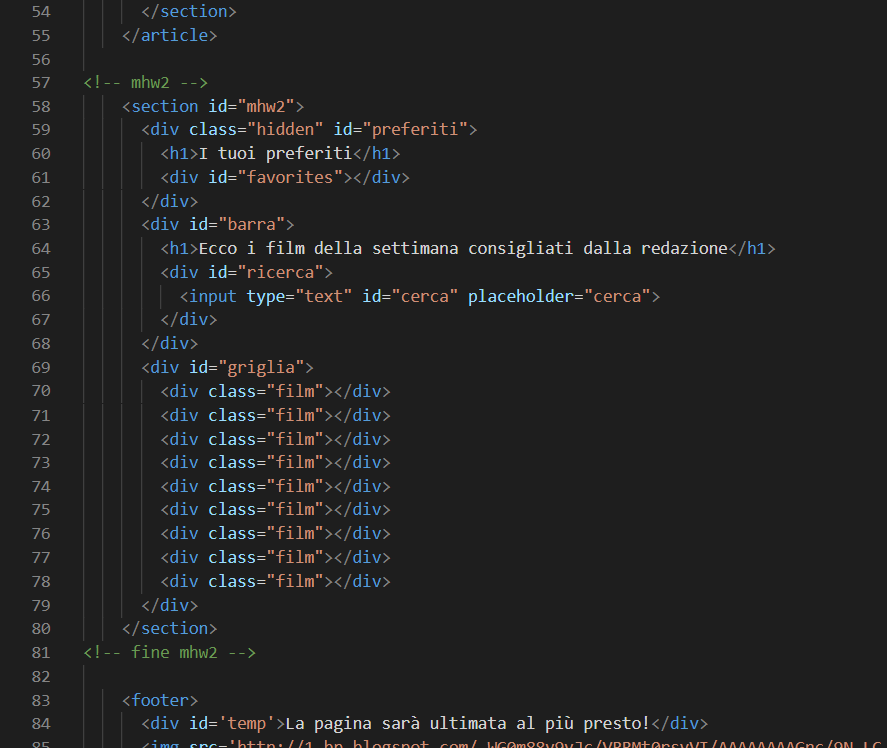 54 </section>
55 </article>
56
57 <!-- mhw2 -->
58 <section id="mhw2">
59 <div class="hidden" id="preferiti">
60 <h1>I tuoi preferiti</h1>
61 <div id="favorites"></div>
62 </div>
63 <div id="barra">
64 <h1>Ecco i film della settimana consigliati dalla redazione</h1>
65 <div id="ricerca">
66 <input type="text" id="cerca" placeholder="cerca">
67 </div>
68 </div>
69 <div id="griglia">
70 <div class="film"></div>
71 <div class="film"></div>
72 <div class="film"></div>
73 <div class="film"></div>
74 <div class="film"></div>
75 <div class="film"></div>
76 <div class="film"></div>
77 <div class="film"></div>
78 <div class="film"></div>
79 </div>
80 </section>
81 <!-- fine mhw2 -->
82
83 <footer>
84 <div id='temp'>La pagina sarà ultimata al più presto!</div>
85 <img src='http://1.bp.blogspot.com/